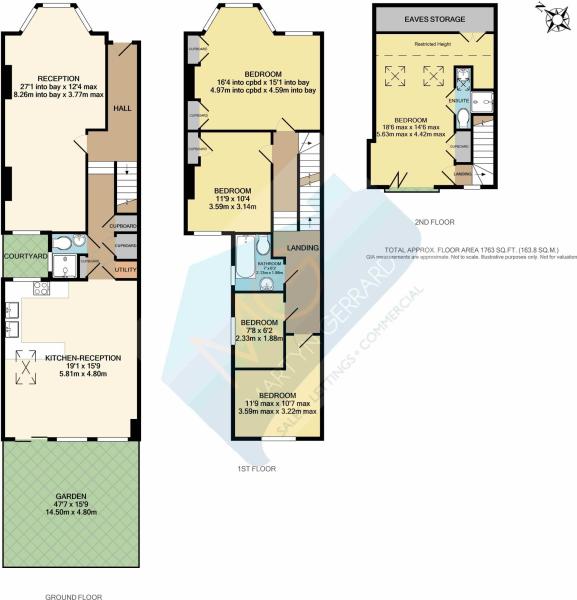 RECEPTION
27'1 into bay x 12'4 max
8.26m into bay x 3.77m max
HALL
CUPBOARD
CUPBOARD
CUPBOARD
UTILITY
COURTYARD
KITCHEN-RECEPTION
19'1 x 15'9
5.81m x 4.80m
GARDEN
47'7 x 15'9
14.50m x 4.80m
GROUND FLOOR
CUPBOARD
BEDROOM
16'4 into cpbd x 15'1 into bay
4.97m into cpbd x 4.59m into bay
CUPBOARD
CUPBOARD
BEDROOM
11'9 x 10'4
3.59m x 3.14m
LANDING
BATHROOM
7' x 6'2
2.13m x 1.88m
BEDROOM
7'8 x 6'2
2.33m x 1.88m
BEDROOM
11'9 max x 10'7 max
3.59m max x 3.22m max
1ST FLOOR
EAVES STORAGE
Restricted Height
ENSUITE
BEDROOM
18'6 max x 14'6 max
5.63m max x 4.42m max
CUPBOARD
LANDING
2ND FLOOR
TOTAL APPROX. FLOOR AREA 1763 SQ.FT. (163.8 SQ.M.)
GIA measurements are approximate. Not to scale. Illustrative purposes only. Not for valuation
MARTYN GERRARD
SALES LETTINGS COMMERCIAL